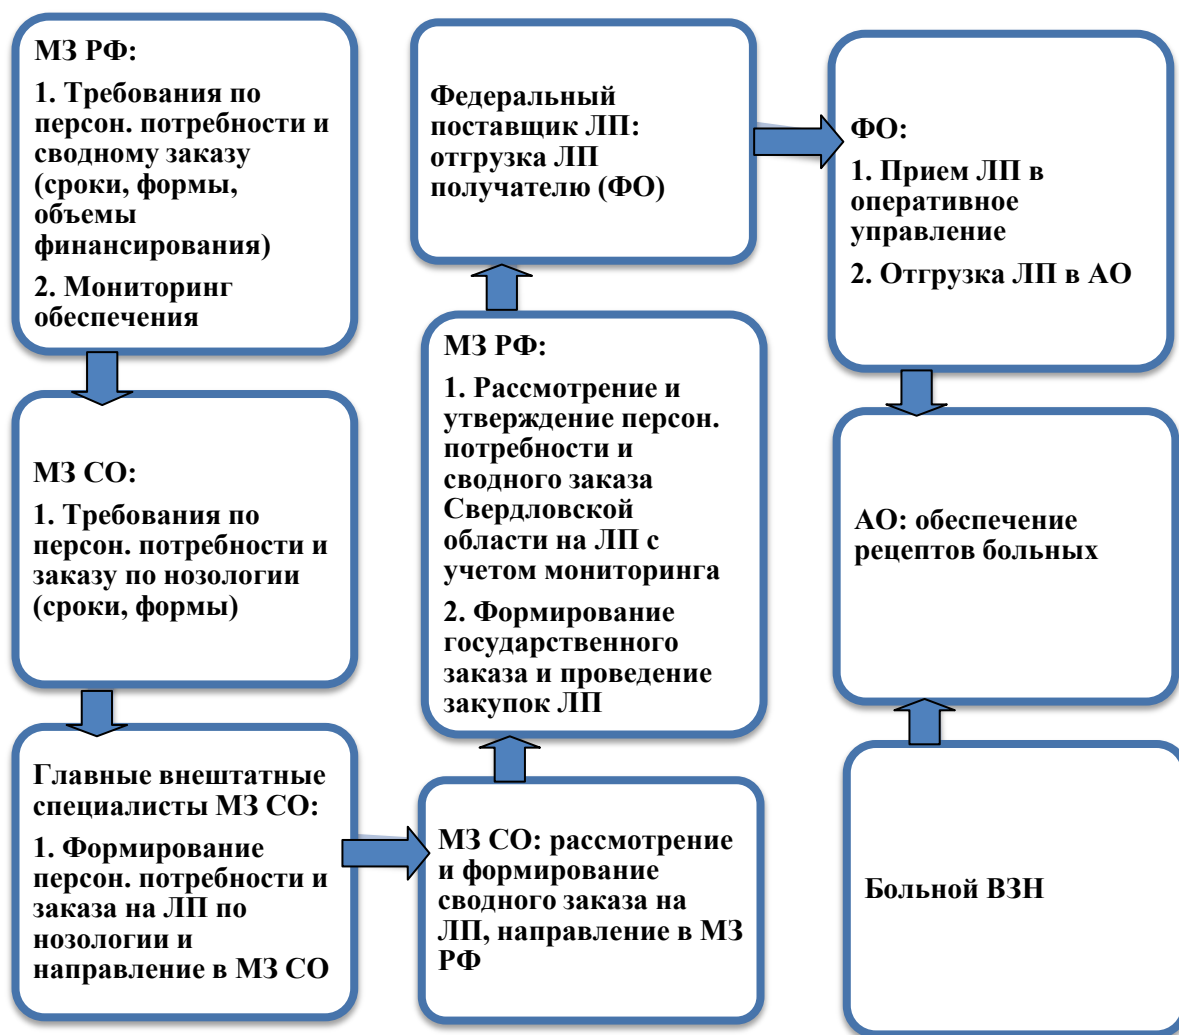 МЗ РФ:
1. Требования по
персон. потребности и
сводному заказу
(сроки, формы,
объемы
финансирования)
2. Мониторинг
обеспечения
МЗ СО:
1. Требования по
персон. потребности и
заказу по нозологии
(сроки, формы)
Главные внештатные
специалисты МЗ СО:
1. Формирование
персон. потребности и
заказа на ЛП по
нозологии и
направление в МЗ СО
МЗ СО: рассмотрение
и формирование
сводного заказа на
ЛП, направление в МЗ
РФ
МЗ РФ:
1. Рассмотрение и
утверждение персон.
потребности и
сводного заказа
Свердловской
области на ЛП с
учетом мониторинга
2. Формирование
государственного
заказа и проведение
закупок ЛП
Федеральный
поставщик ЛП:
отгрузка ЛП
получателю (ФО)
ФО:
1. Прием ЛП в
оперативное
управление
2. Отгрузка ЛП в АО
АО: обеспечение
рецептов больных
Больной ВЗН